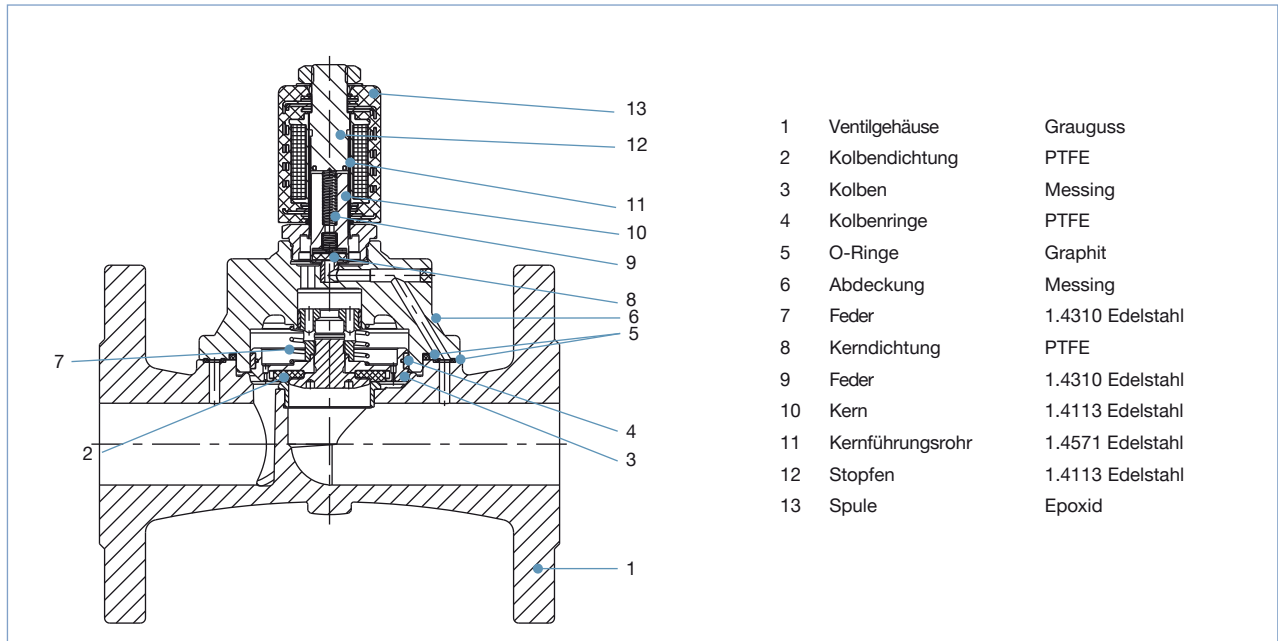 13
12
11
10
9
8
6
5
7
4
3
2
1
1 Ventilgehäuse Grauguss
2 Kolbendichtung PTFE
3 Kolben Messing
4 Kolbenringe PTFE
5 O-Ringe Graphit
6 Abdeckung Messing
7 Feder 1.4310 Edelstahl
8 Kerndichtung PTFE
9 Feder 1.4310 Edelstahl
10 Kern 1.4113 Edelstahl
11 Kernführungsrohr 1.4571 Edelstahl
12 Stopfen 1.4113 Edelstahl
13 Spule Epoxid